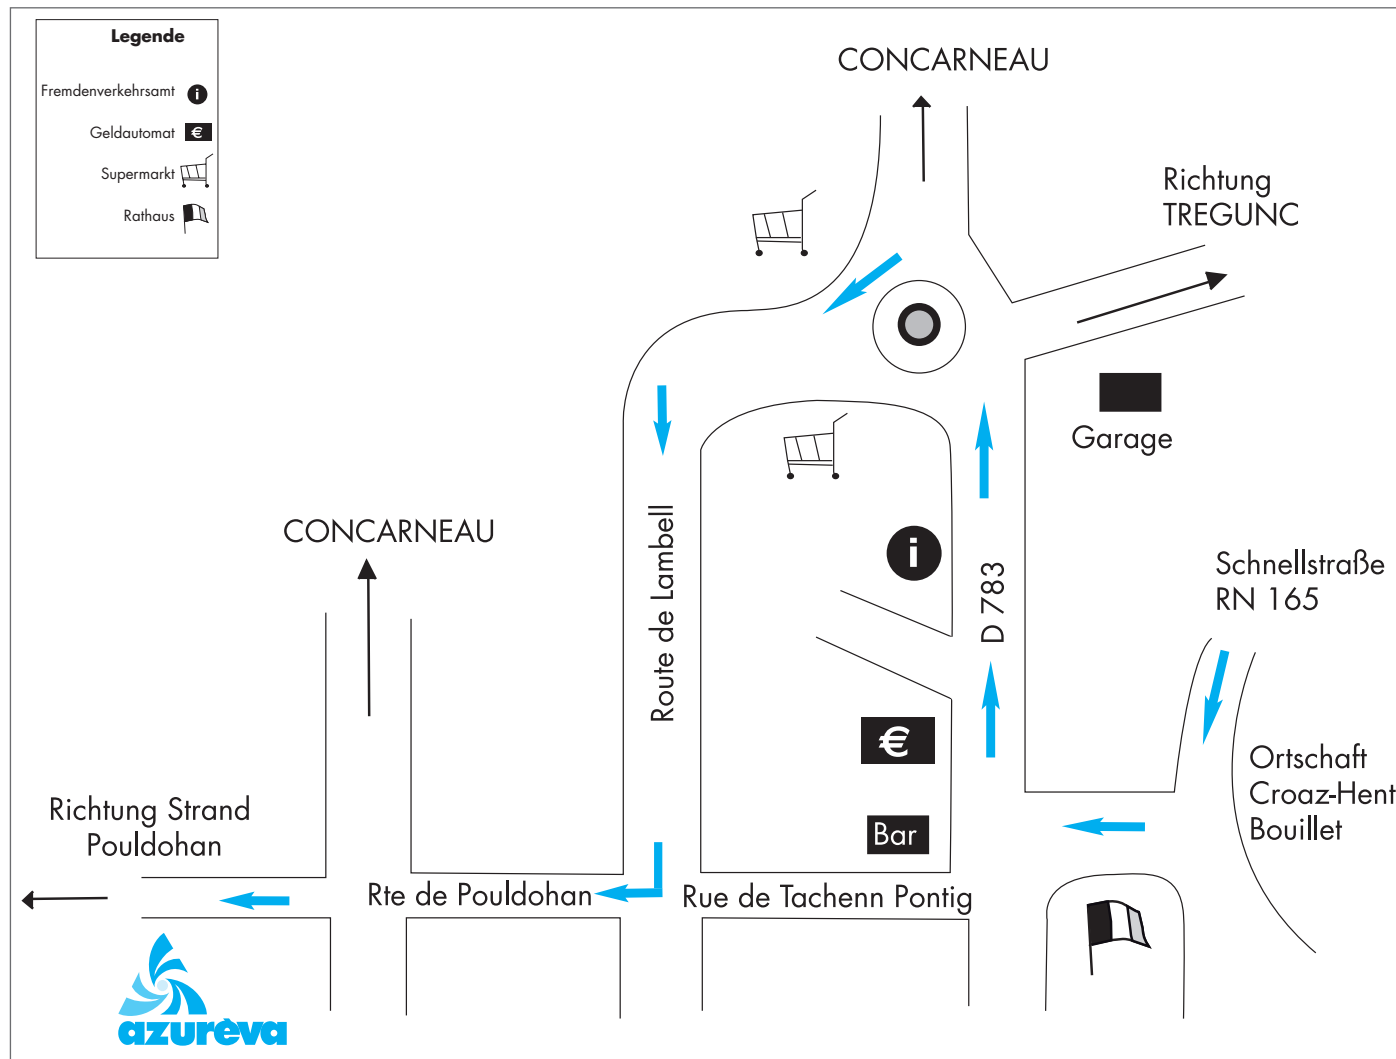 Legende
Fremdenverkehrsamt
i
Geldautomat
€
Supermarkt
Rathaus
CONCARNEAU
Richtung
TREGUNC
Garage
CONCARNEAU
Route de Lambell
i
D 783
Schnellstraße
RN 165
€
Bar
Ortschaft
Croaz-Hent
Bouillet
Richtung Strand
Pouldohan
Rte de Pouldohan
Rue de Tachenn Pontig
azurèva